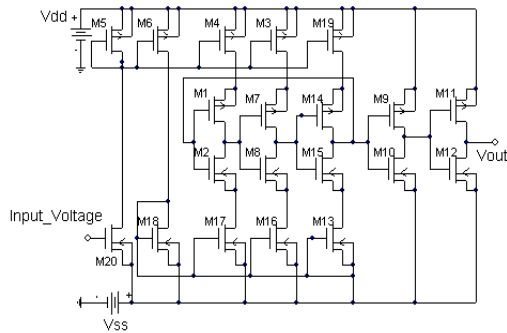 Vdd +
M5 M6 M4 M3 M19
M1 M7 M14 M9 M11
M2 M8 M15 M10 M12
Vout
Input_Voltage
M20 M18 M17 M16 M13
+
Vss